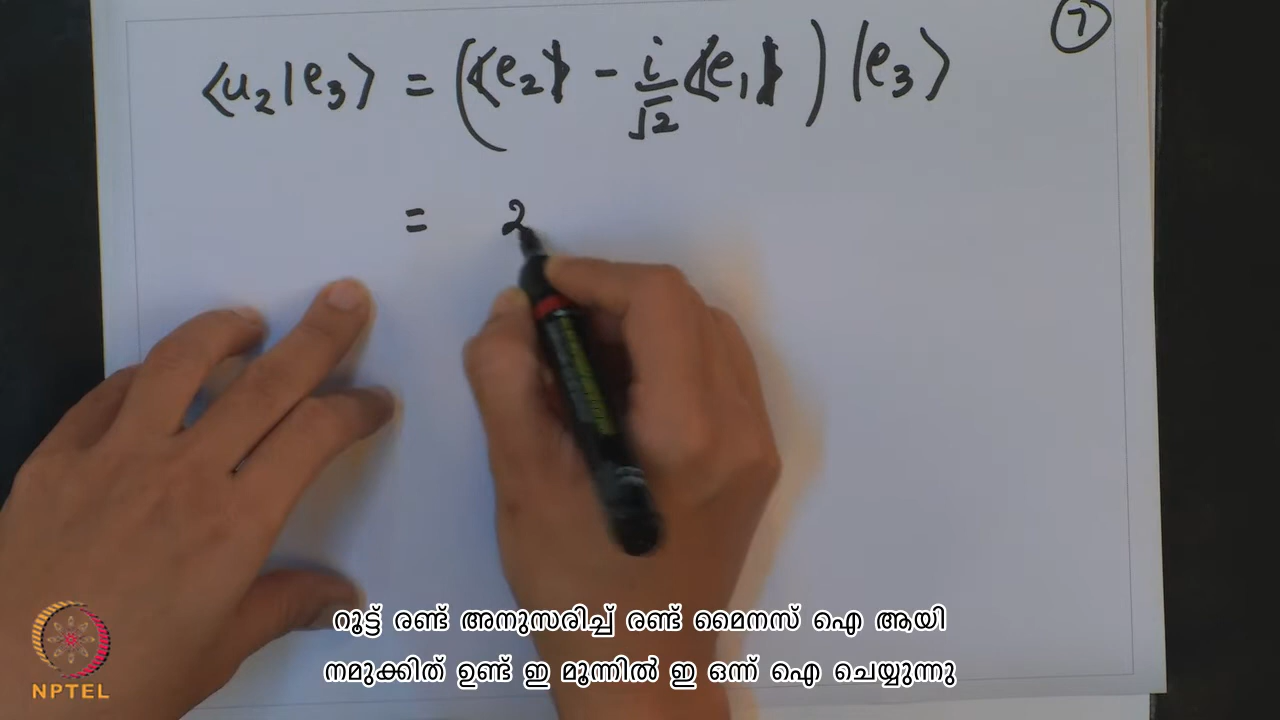 7
⟨u₂|e₃⟩ = (⟨e₂| - i/√2 ⟨e₁|) |e₃⟩
= 2
റൂട്ട് രണ്ട് അനുസരിച്ച് രണ്ട് മൈനസ് ഐ ആയി
നമുക്കിത് ഉണ്ട് ഇ മൂന്നിൽ ഇ ഒന്ന് ഐ ചെയ്യുന്നു
NPTEL